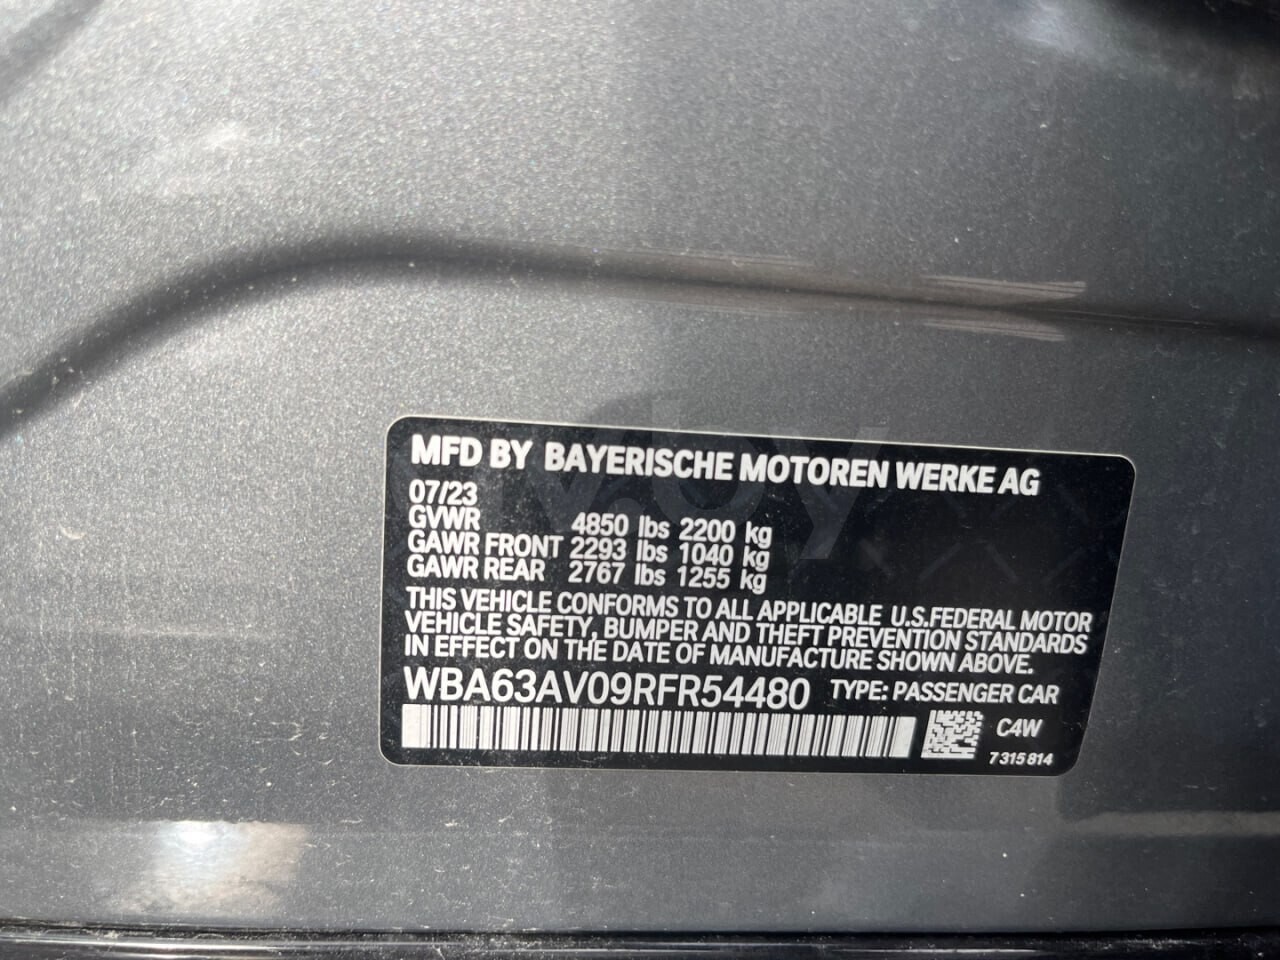 MFD BY BAYERISCHE MOTOREN WERKE AG
07/23
GVWR 4850 lbs 2200 kg
GAWR FRONT 2293 lbs 1040 kg
GAWR REAR 2767 lbs 1255 kg
THIS VEHICLE CONFORMS TO ALL APPLICABLE U.S.FEDERAL MOTOR
VEHICLE SAFETY, BUMPER AND THEFT PREVENTION STANDARDS
IN EFFECT ON THE DATE OF MANUFACTURE SHOWN ABOVE.
WBA63AV09RFR54480 TYPE: PASSENGER CAR
C4W
7 315 814